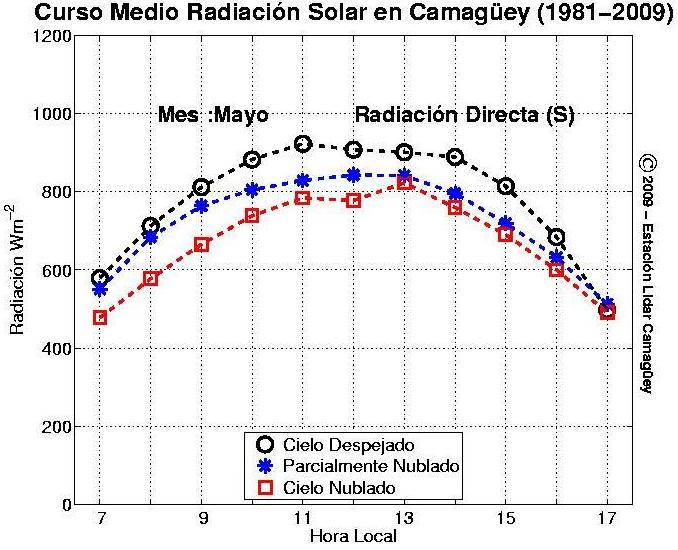 Curso Medio Radiación Solar en Camagüey (1981−2009)
1200
1000
800
600
400
200
0
Radiación Wm−2
Mes :Mayo
Radiación Directa (S)
Cielo Despejado
Parcialmente Nublado
Cielo Nublado
7
9
11
13
15
17
Hora Local
© 2009 − Estación Lidar Camagüey